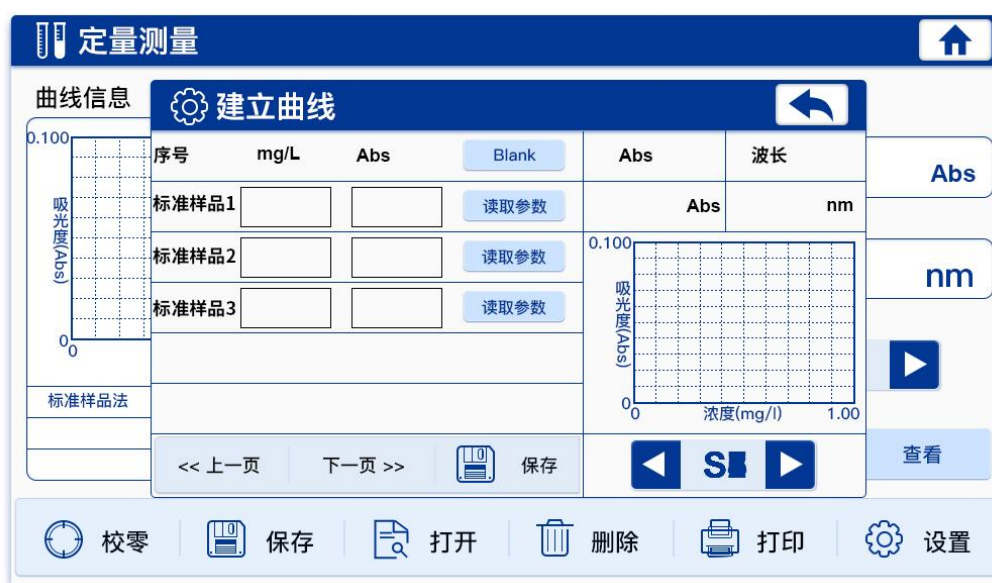 定量测量
曲线信息
建立曲线
0.100
吸光度(Abs)
0
0
标准样品法
序号 mg/L Abs Blank
标准样品1 读取参数
标准样品2 读取参数
标准样品3 读取参数
<< 上一页 下一页 >> 保存
Abs 波长
Abs nm
0.100
吸光度(Abs)
0
0 浓度(mg/l) 1.00
Abs
nm
查看
校零 保存 打开 删除 打印 设置